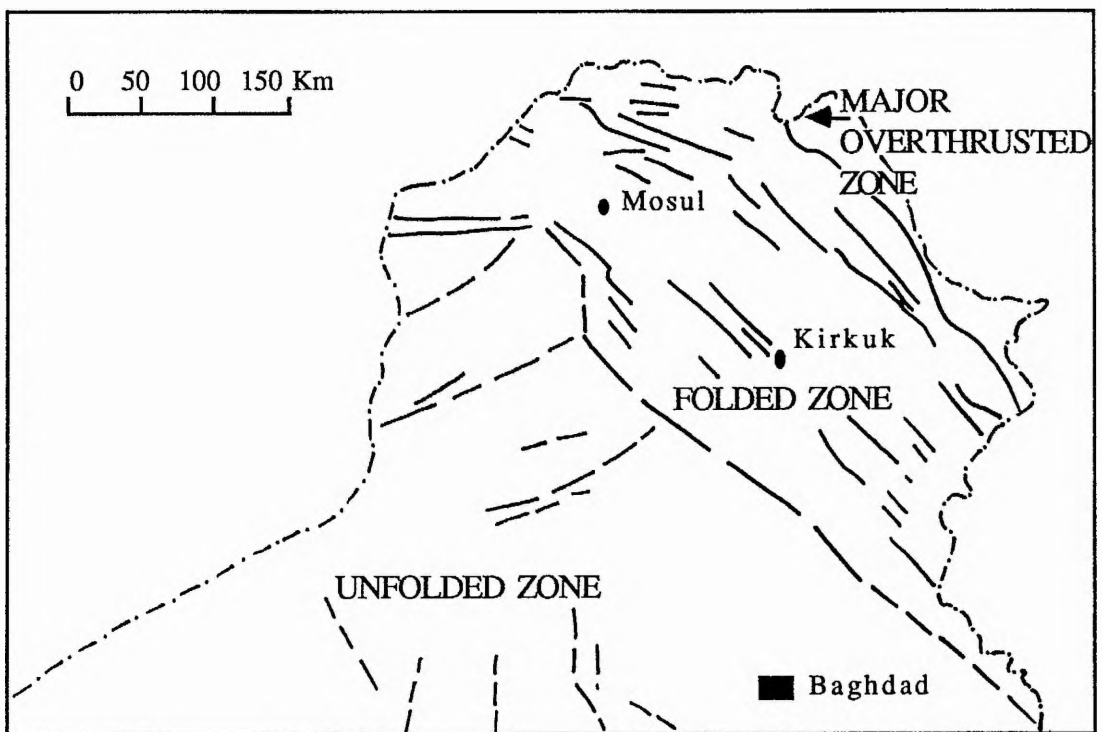 0 50 100 150 Km
MAJOR
OVERTHRUSTED
ZONE
Mosul
Kirkuk
FOLDED ZONE
UNFOLDED ZONE
Baghdad